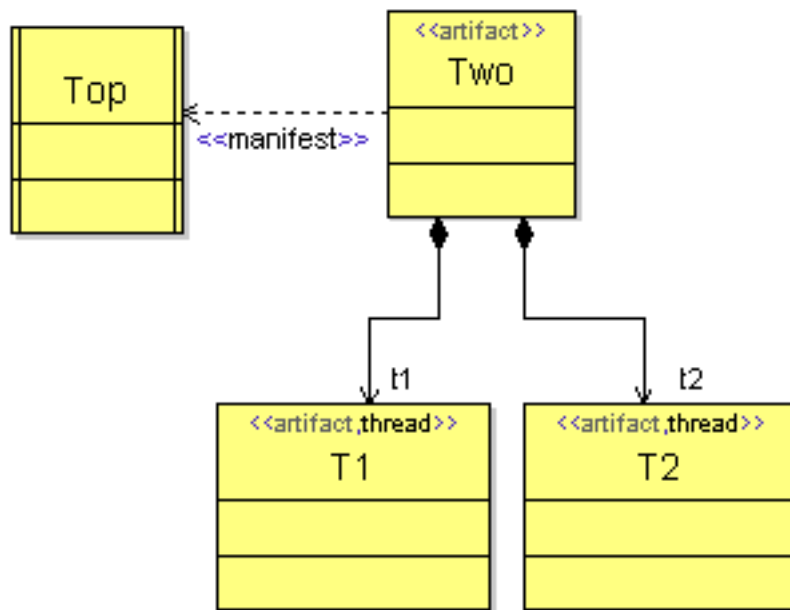 Top
<<artifact>>
Two
<<manifest>>
t1
t2
<<artifact,thread>>
T1
<<artifact,thread>>
T2